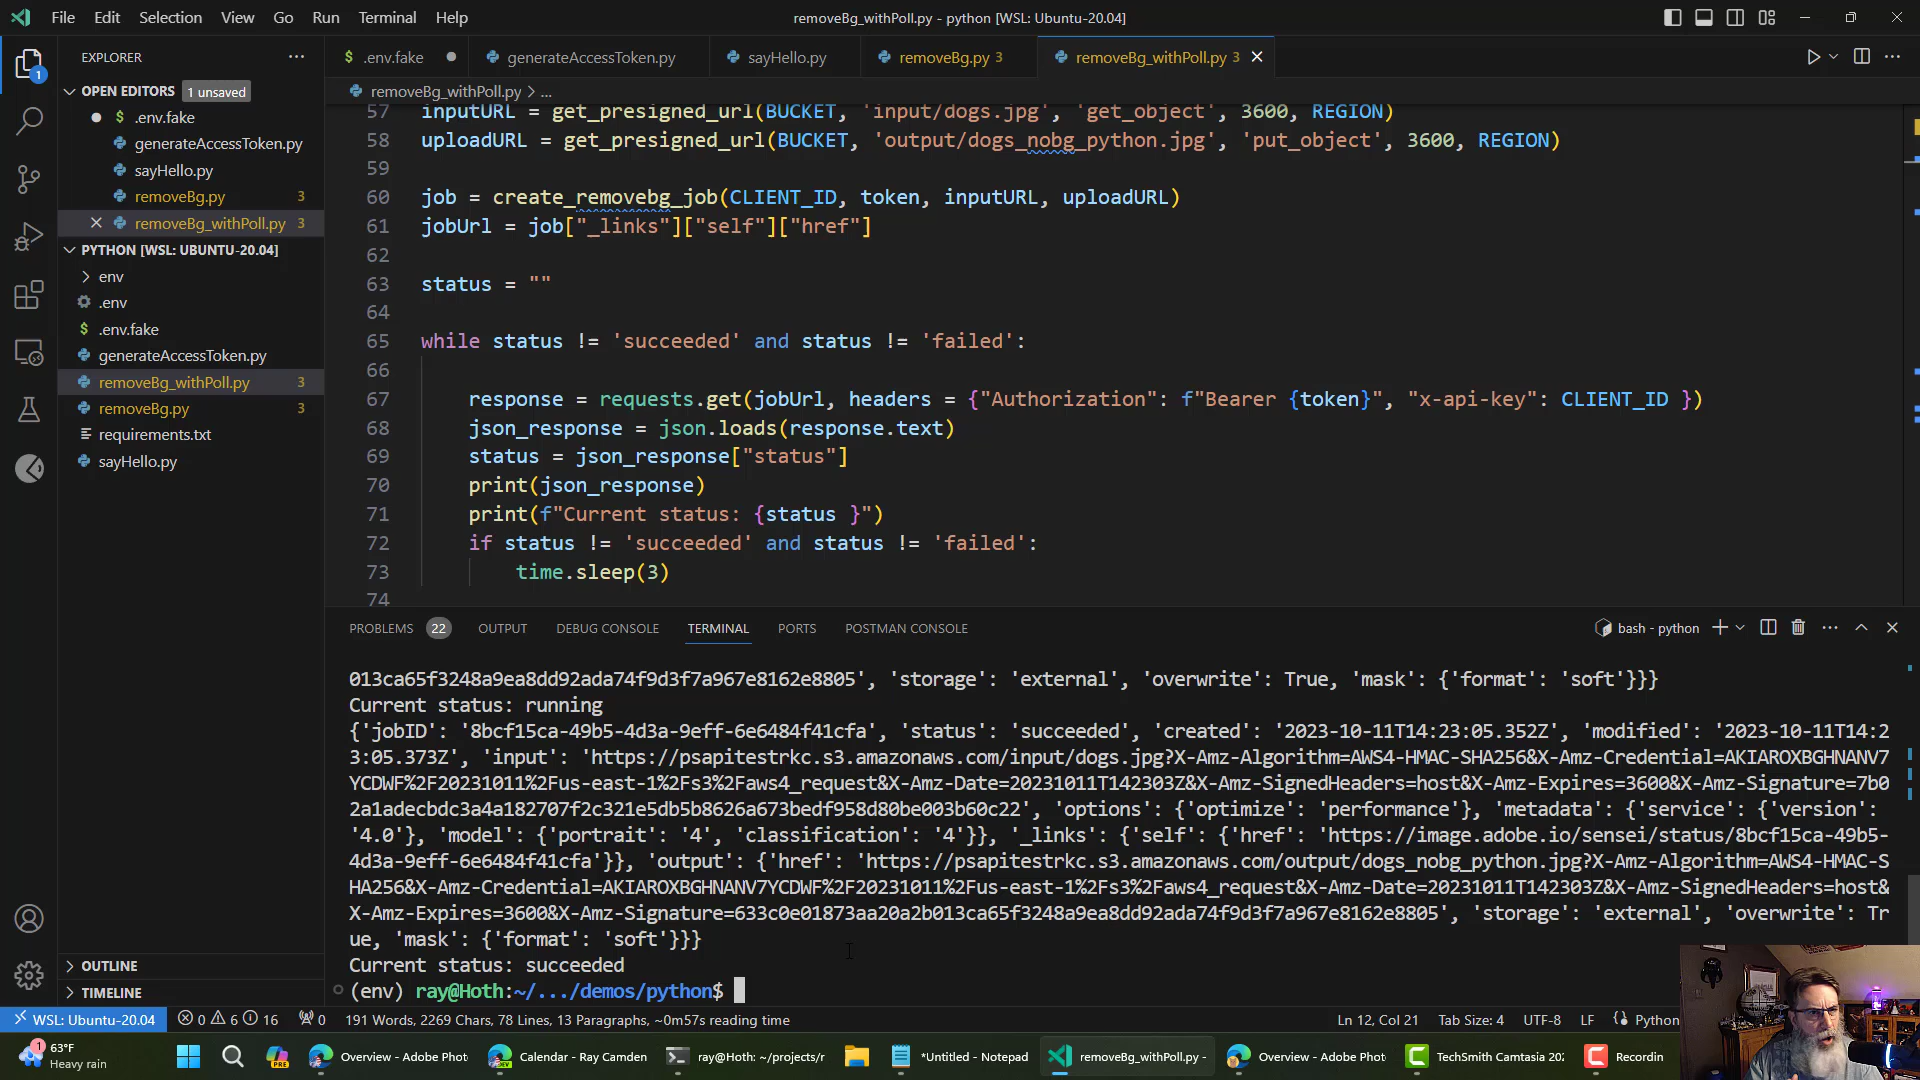 File Edit Selection View Go Run Terminal Help
removeBg_withPoll.py - python [WSL: Ubuntu-20.04]
EXPLORER
.env.fake
generateAccessToken.py
sayHello.py
removeBg.py 3
removeBg_withPoll.py 3
1
OPEN EDITORS 1 unsaved
.env.fake
generateAccessToken.py
sayHello.py
removeBg.py 3
removeBg_withPoll.py 3
PYTHON [WSL: UBUNTU-20.04]
env
.env
.env.fake
generateAccessToken.py
removeBg_withPoll.py 3
removeBg.py 3
requirements.txt
sayHello.py
OUTLINE
TIMELINE
removeBg_withPoll.py > ...
57 inputURL = get_presigned_url(BUCKET, 'input/dogs.jpg', 'get_object', 3600, REGION)
58 uploadURL = get_presigned_url(BUCKET, 'output/dogs_nobg_python.jpg', 'put_object', 3600, REGION)
59
60 job = create_removebg_job(CLIENT_ID, token, inputURL, uploadURL)
61 jobUrl = job["_links"]["self"]["href"]
62
63 status = ""
64
65 while status != 'succeeded' and status != 'failed':
66
67 response = requests.get(jobUrl, headers = {"Authorization": f"Bearer {token}", "x-api-key": CLIENT_ID })
68 json_response = json.loads(response.text)
69 status = json_response["status"]
70 print(json_response)
71 print(f"Current status: {status }")
72 if status != 'succeeded' and status != 'failed':
73 time.sleep(3)
74
PROBLEMS 22 OUTPUT DEBUG CONSOLE TERMINAL PORTS POSTMAN CONSOLE
bash - python
013ca65f3248a9ea8dd92ada74f9d3f7a967e8162e8805', 'storage': 'external', 'overwrite': True, 'mask': {'format': 'soft'}}}
Current status: running
{'jobID': '8bcf15ca-49b5-4d3a-9eff-6e6484f41cfa', 'status': 'succeeded', 'created': '2023-10-11T14:23:05.352Z', 'modified': '2023-10-11T14:2
3:05.373Z', 'input': 'https://psapitestrkc.s3.amazonaws.com/input/dogs.jpg?X-Amz-Algorithm=AWS4-HMAC-SHA256&X-Amz-Credential=AKIAROXBGHNANV7
YCDWF%2F20231011%2Fus-east-1%2Fs3%2Faws4_request&X-Amz-Date=20231011T142303Z&X-Amz-SignedHeaders=host&X-Amz-Expires=3600&X-Amz-Signature=7b0
2a1adecbdc3a4a182707f2c321e5db5b8626a673bedf958d80be003b60c22', 'options': {'optimize': 'performance'}, 'metadata': {'service': {'version':
'4.0'}, 'model': {'portrait': '4', 'classification': '4'}}, '_links': {'self': {'href': 'https://image.adobe.io/sensei/status/8bcf15ca-49b5-
4d3a-9eff-6e6484f41cfa'}}, 'output': {'href': 'https://psapitestrkc.s3.amazonaws.com/output/dogs_nobg_python.jpg?X-Amz-Algorithm=AWS4-HMAC-S
HA256&X-Amz-Credential=AKIAROXBGHNANV7YCDWF%2F20231011%2Fus-east-1%2Fs3%2Faws4_request&X-Amz-Date=20231011T142303Z&X-Amz-SignedHeaders=host&
X-Amz-Expires=3600&X-Amz-Signature=633c0e01873aa20a2b013ca65f3248a9ea8dd92ada74f9d3f7a967e8162e8805', 'storage': 'external', 'overwrite': Tr
ue, 'mask': {'format': 'soft'}}}
Current status: succeeded
(env) ray@Hoth:~/.../demos/python$
WSL: Ubuntu-20.04 0 6 16 0 191 Words, 2269 Chars, 78 Lines, 13 Paragraphs, ~0m57s reading time
Ln 12, Col 21 Tab Size: 4 UTF-8 LF Python
1 63°F
Heavy rain
PRE
Overview - Adobe Phot
Calendar - Ray Camden
ray@Hoth: ~/projects/r
*Untitled - Notepad
removeBg_withPoll.py -
Overview - Adobe Phot
TechSmith Camtasia 202
Recordin